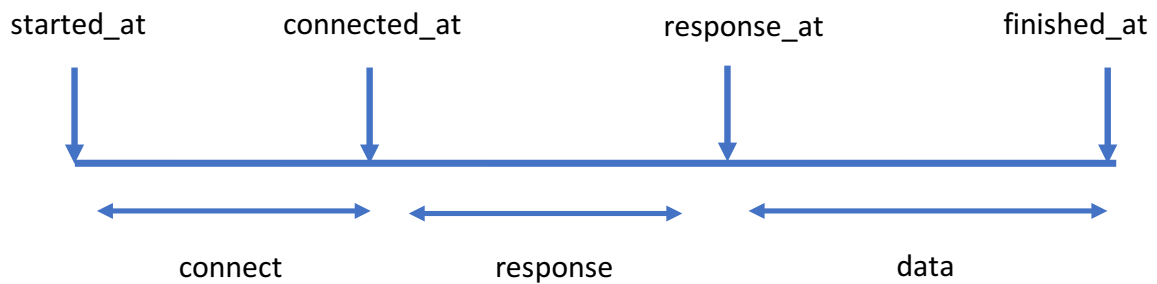 started_at connected_at response_at finished_at
connect response data